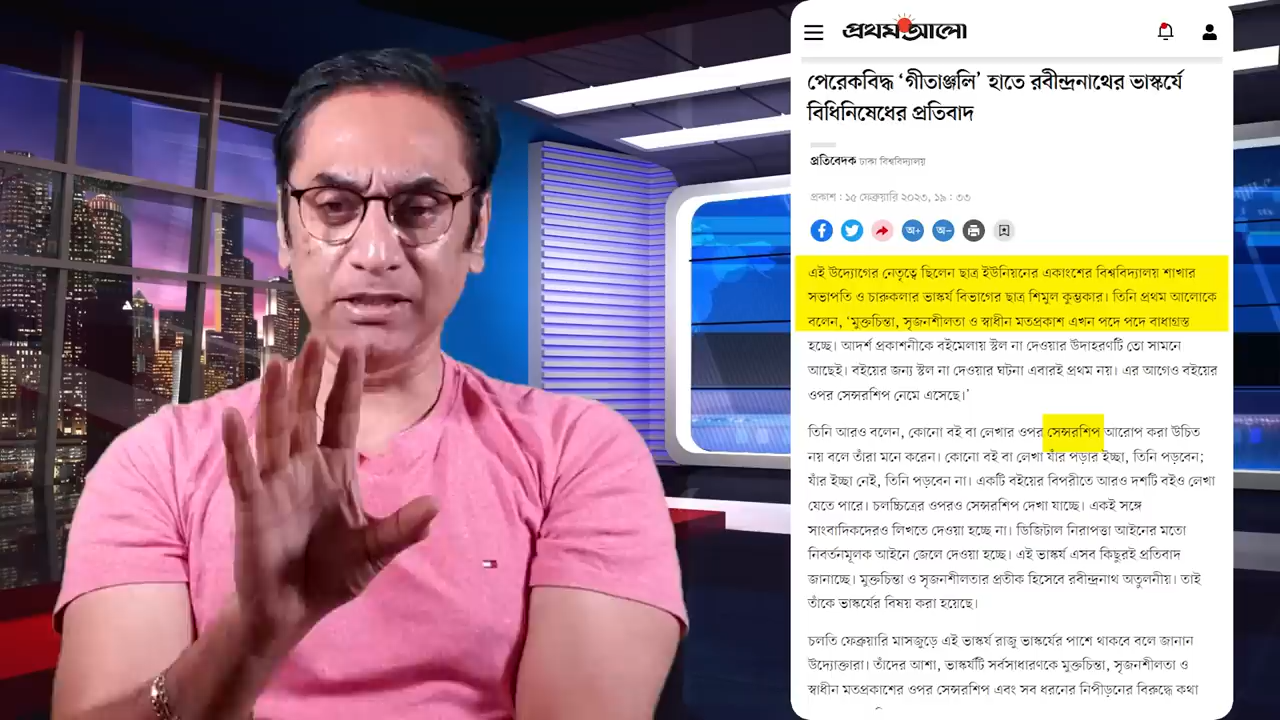 প্রথম আলো
পেরেকবিদ্ধ ‘গীতাঞ্জলি’ হাতে রবীন্দ্রনাথের ভাস্কর্যে
বিধিনিষেধের প্রতিবাদ
প্রতিবেদক ঢাকা বিশ্ববিদ্যালয়
প্রকাশ : ১৫ ফেব্রুয়ারি ২০২৩, ১৯ : ৩৩
অ+ অ−
এই উদ্যোগের নেতৃত্বে ছিলেন ছাত্র ইউনিয়নের একাংশের বিশ্ববিদ্যালয় শাখার
সভাপতি ও চারুকলার ভাস্কর্য বিভাগের ছাত্র শিমুল কুম্ভকার। তিনি প্রথম আলোকে
বলেন, ‘মুক্তচিন্তা, সৃজনশীলতা ও স্বাধীন মতপ্রকাশ এখন পদে পদে বাধাগ্রস্ত
হচ্ছে। আদর্শ প্রকাশনীকে বইমেলায় স্টল না দেওয়ার উদাহরণটি তো সামনে
আছেই। বইয়ের জন্য স্টল না দেওয়ার ঘটনা এবারই প্রথম নয়। এর আগেও বইয়ের
ওপর সেন্সরশিপ নেমে এসেছে।’
তিনি আরও বলেন, কোনো বই বা লেখার ওপর সেন্সরশিপ আরোপ করা উচিত
নয় বলে তাঁরা মনে করেন। কোনো বই বা লেখা যাঁর পড়ার ইচ্ছা, তিনি পড়বেন;
যাঁর ইচ্ছা নেই, তিনি পড়বেন না। একটি বইয়ের বিপরীতে আরও দশটি বইও লেখা
যেতে পারে। চলচ্চিত্রের ওপরও সেন্সরশিপ দেখা যাচ্ছে। একই সঙ্গে
সাংবাদিকদেরও লিখতে দেওয়া হচ্ছে না। ডিজিটাল নিরাপত্তা আইনের মতো
নিবর্তনমূলক আইনে জেলে দেওয়া হচ্ছে। এই ভাস্কর্য এসব কিছুরই প্রতিবাদ
জানাচ্ছে। মুক্তচিন্তা ও সৃজনশীলতার প্রতীক হিসেবে রবীন্দ্রনাথ অতুলনীয়। তাই
তাঁকে ভাস্কর্যের বিষয় করা হয়েছে।
চলতি ফেব্রুয়ারি মাসজুড়ে এই ভাস্কর্য রাজু ভাস্কর্যের পাশে থাকবে বলে জানান
উদ্যোক্তারা। তাঁদের আশা, ভাস্কর্যটি সর্বসাধারণকে মুক্তচিন্তা, সৃজনশীলতা ও
স্বাধীন মতপ্রকাশের ওপর সেন্সরশিপ এবং সব ধরনের নিপীড়নের বিরুদ্ধে কথা